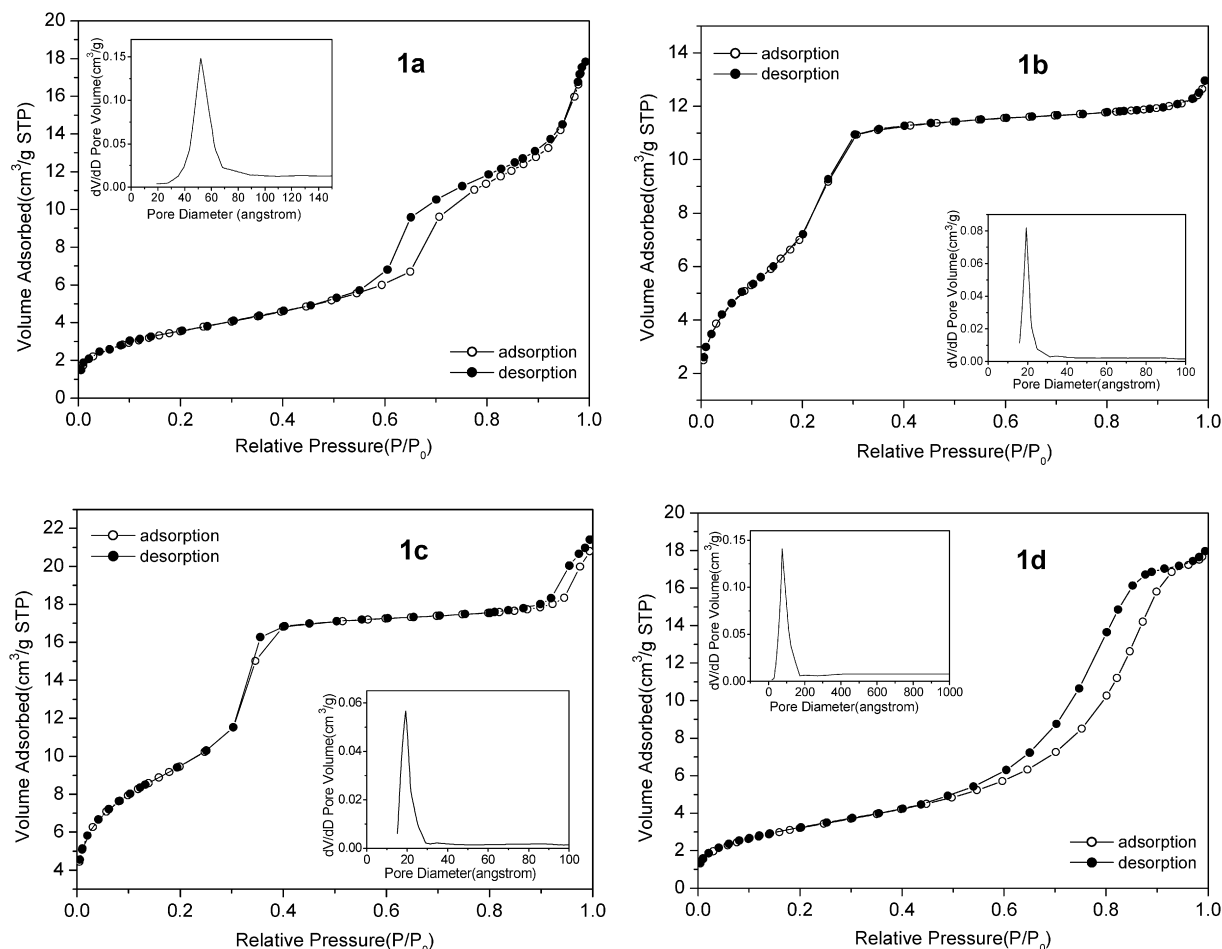 20
18
16
14
12
10
8
6
4
2
0
0.0 0.2 0.4 0.6 0.8 1.0
Volume Adsorbed(cm³/g STP)
Relative Pressure(P/P₀)
1a
adsorption
desorption
0.15
0.10
0.05
0.00
0 20 40 60 80 100 120 140
dV/dD Pore Volume(cm³/g)
Pore Diameter (angstrom)
14
12
10
8
6
4
2
0.0 0.2 0.4 0.6 0.8 1.0
Volume Adsorbed(cm³/g STP)
Relative Pressure(P/P₀)
adsorption
desorption
1b
0.08
0.06
0.04
0.02
0.00
0 20 40 60 80 100
dV/dD Pore Volume(cm³/g)
Pore Diameter(angstrom)
22
20
18
16
14
12
10
8
6
4
0.0 0.2 0.4 0.6 0.8 1.0
Volume Adsorbed(cm³/g STP)
Relative Pressure(P/P₀)
adsorption
desorption
1c
0.06
0.04
0.02
0.00
0 20 40 60 80 100
dV/dD Pore Volume(cm³/g)
Pore Diameter(angstrom)
20
18
16
14
12
10
8
6
4
2
0
0.0 0.2 0.4 0.6 0.8 1.0
Volume Adsorbed(cm³/g STP)
Relative Pressure(P/P₀)
1d
adsorption
desorption
0.15
0.10
0.05
0.00
0 200 400 600 800 1000
dV/dD Pore Volume(cm³/g)
Pore Diameter(angstrom)